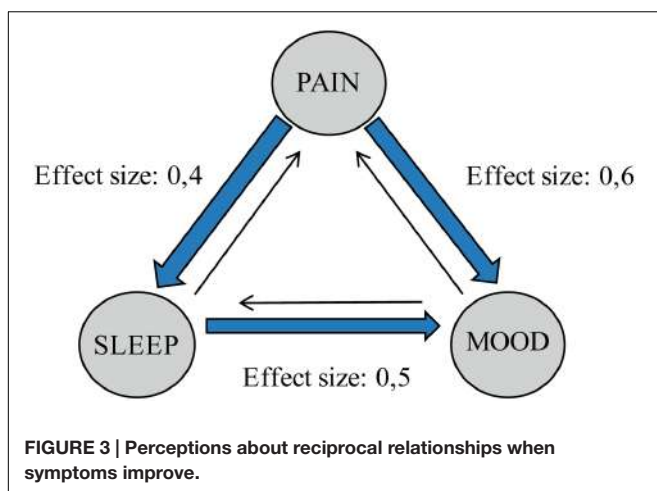 PAIN
Effect size: 0,4
Effect size: 0,6
SLEEP
MOOD
Effect size: 0,5
FIGURE 3 | Perceptions about reciprocal relationships when
symptoms improve.